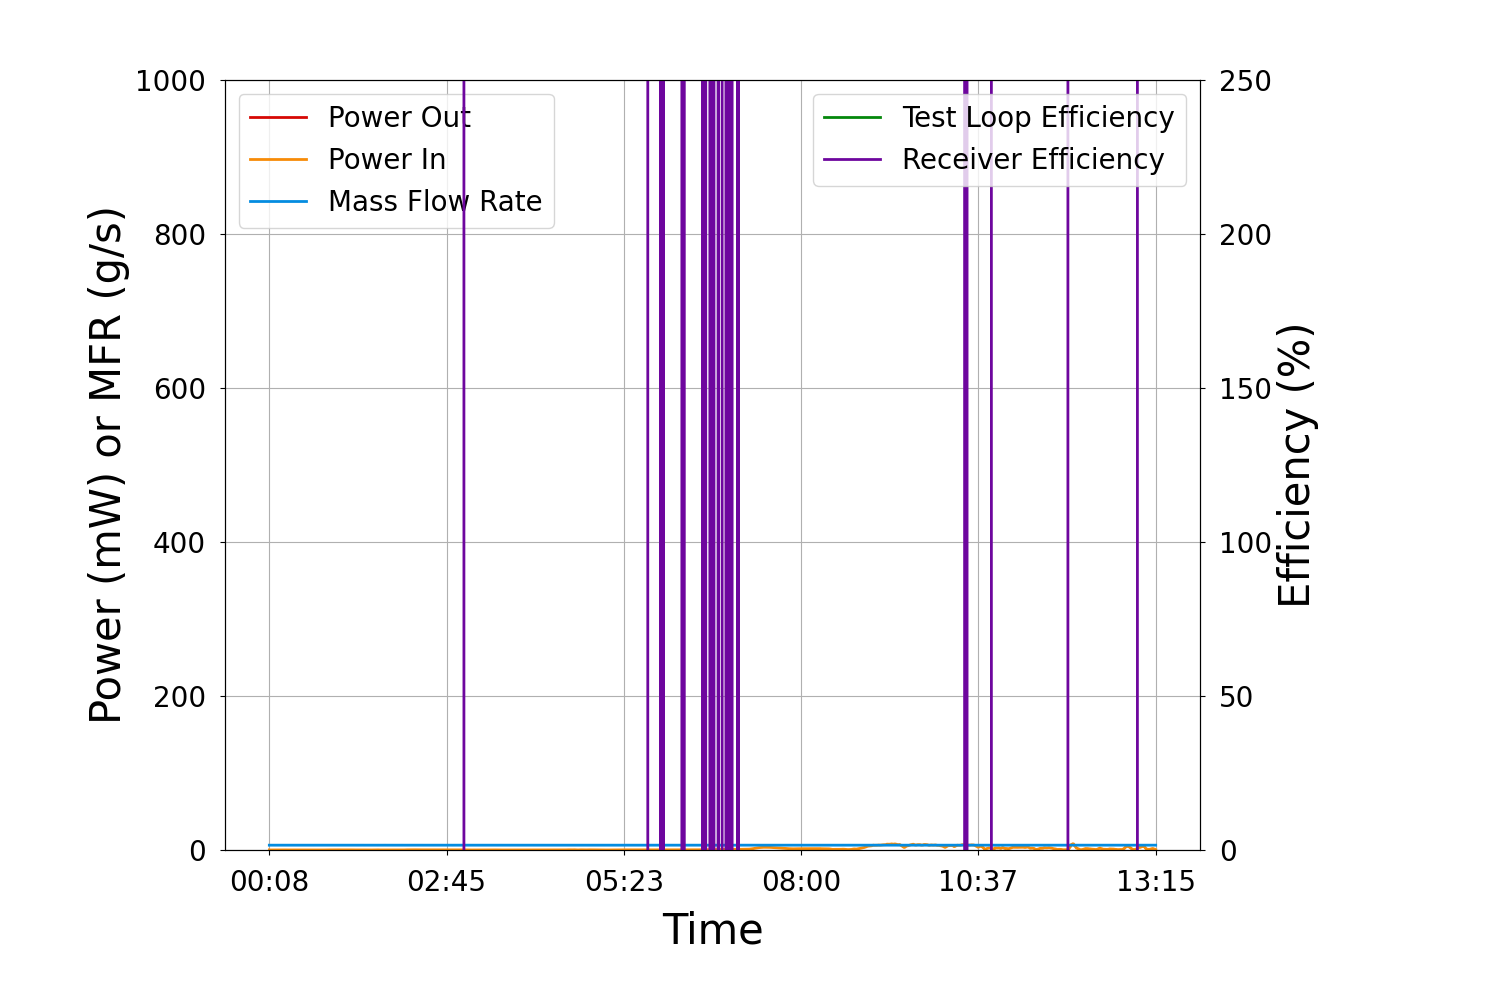 1000
800
600
400
200
0
Power (mW) or MFR (g/s)
Power Out
Power In
Mass Flow Rate
Test Loop Efficiency
Receiver Efficiency
250
200
150
100
50
0
Efficiency (%)
00:08 02:45 05:23 08:00 10:37 13:15
Time